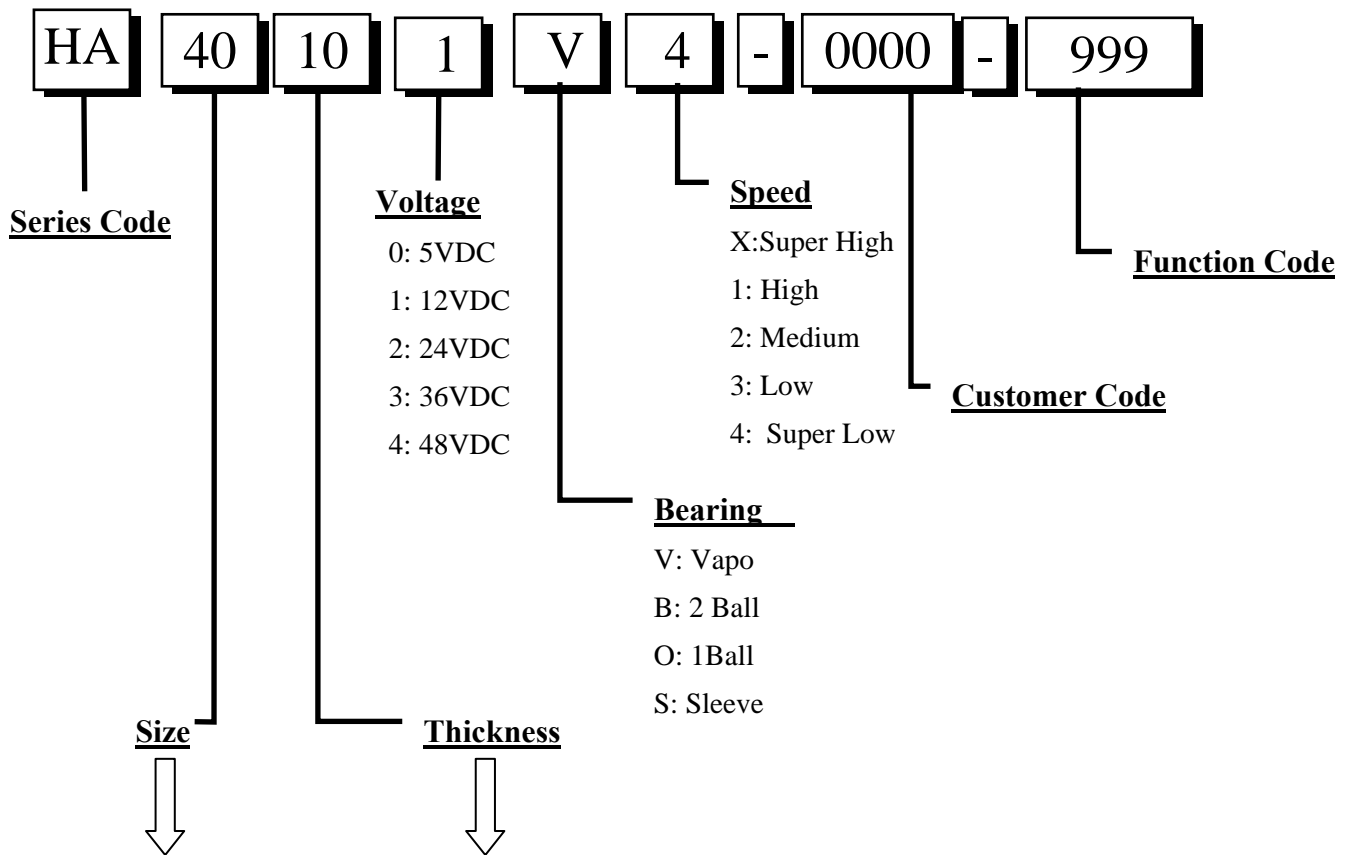 HA 40 10 1 V 4 - 0000 - 999
Series Code
Voltage
0: 5VDC
1: 12VDC
2: 24VDC
3: 36VDC
4: 48VDC
Speed
X:Super High
1: High
2: Medium
3: Low
4: Super Low
Function Code
Customer Code
Bearing
V: Vapo
B: 2 Ball
O: 1Ball
S: Sleeve
Size
Thickness